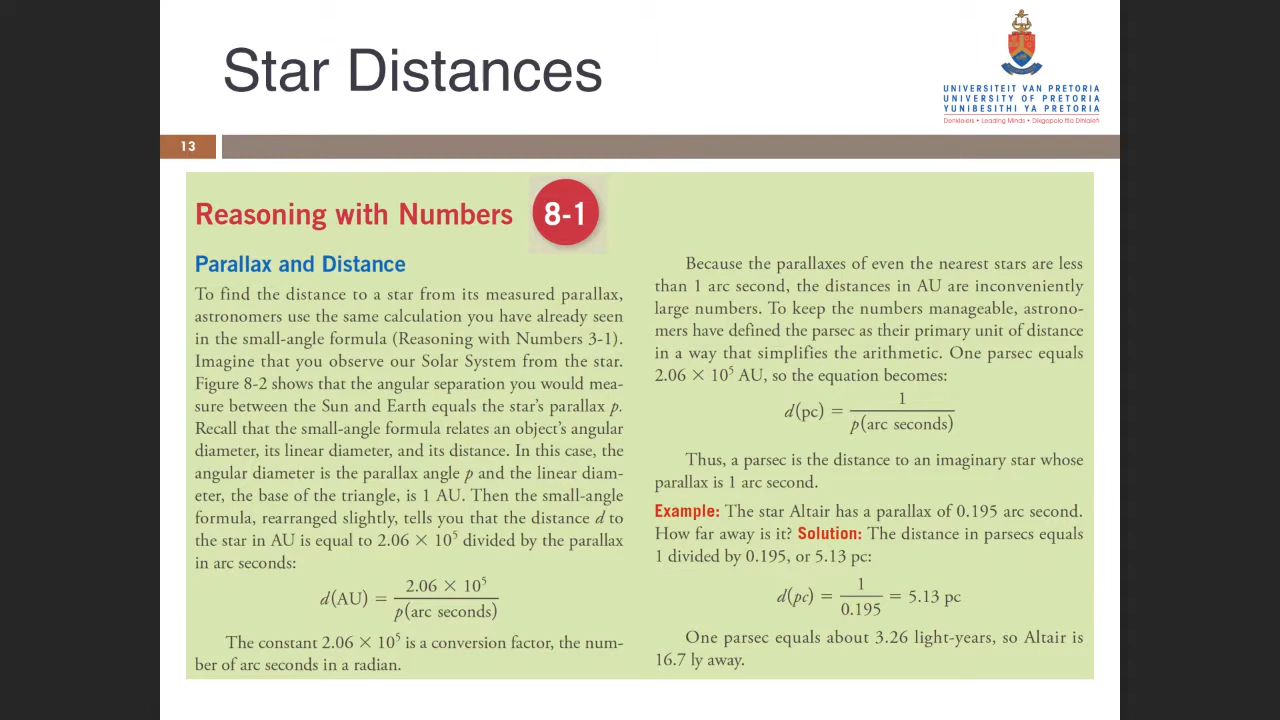 Star Distances
UNIVERSITEIT VAN PRETORIA
UNIVERSITY OF PRETORIA
YUNIBESITHI YA PRETORIA
Denkleiers • Leading Minds • Dikgopolo tša Dihlalefi
13
Reasoning with Numbers 8-1
Parallax and Distance
To find the distance to a star from its measured parallax,
astronomers use the same calculation you have already seen
in the small-angle formula (Reasoning with Numbers 3-1).
Imagine that you observe our Solar System from the star.
Figure 8-2 shows that the angular separation you would mea-
sure between the Sun and Earth equals the star's parallax p.
Recall that the small-angle formula relates an object's angular
diameter, its linear diameter, and its distance. In this case, the
angular diameter is the parallax angle p and the linear diam-
eter, the base of the triangle, is 1 AU. Then the small-angle
formula, rearranged slightly, tells you that the distance d to
the star in AU is equal to 2.06 × 10⁵ divided by the parallax
in arc seconds:
d(AU) = 2.06 × 10⁵ / p(arc seconds)
The constant 2.06 × 10⁵ is a conversion factor, the num-
ber of arc seconds in a radian.
Because the parallaxes of even the nearest stars are less
than 1 arc second, the distances in AU are inconveniently
large numbers. To keep the numbers manageable, astrono-
mers have defined the parsec as their primary unit of distance
in a way that simplifies the arithmetic. One parsec equals
2.06 × 10⁵ AU, so the equation becomes:
d(pc) = 1 / p(arc seconds)
Thus, a parsec is the distance to an imaginary star whose
parallax is 1 arc second.
Example: The star Altair has a parallax of 0.195 arc second.
How far away is it? Solution: The distance in parsecs equals
1 divided by 0.195, or 5.13 pc:
d(pc) = 1 / 0.195 = 5.13 pc
One parsec equals about 3.26 light-years, so Altair is
16.7 ly away.